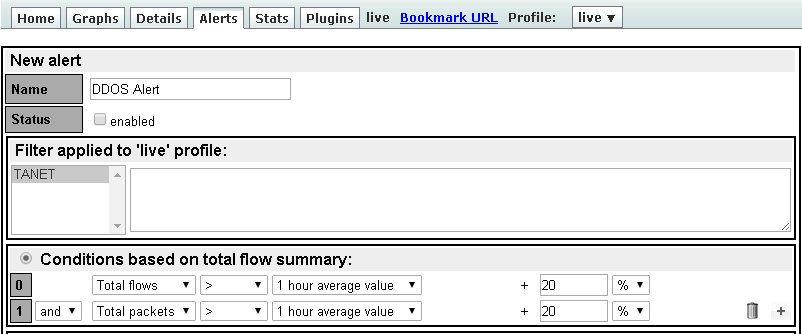 Home Graphs Details Alerts Stats Plugins live Bookmark URL Profile: live ▼
New alert
Name DDOS Alert
Status enabled
Filter applied to 'live' profile:
TANET
Conditions based on total flow summary:
0 Total flows > 1 hour average value + 20 %
1 and Total packets > 1 hour average value + 20 % +